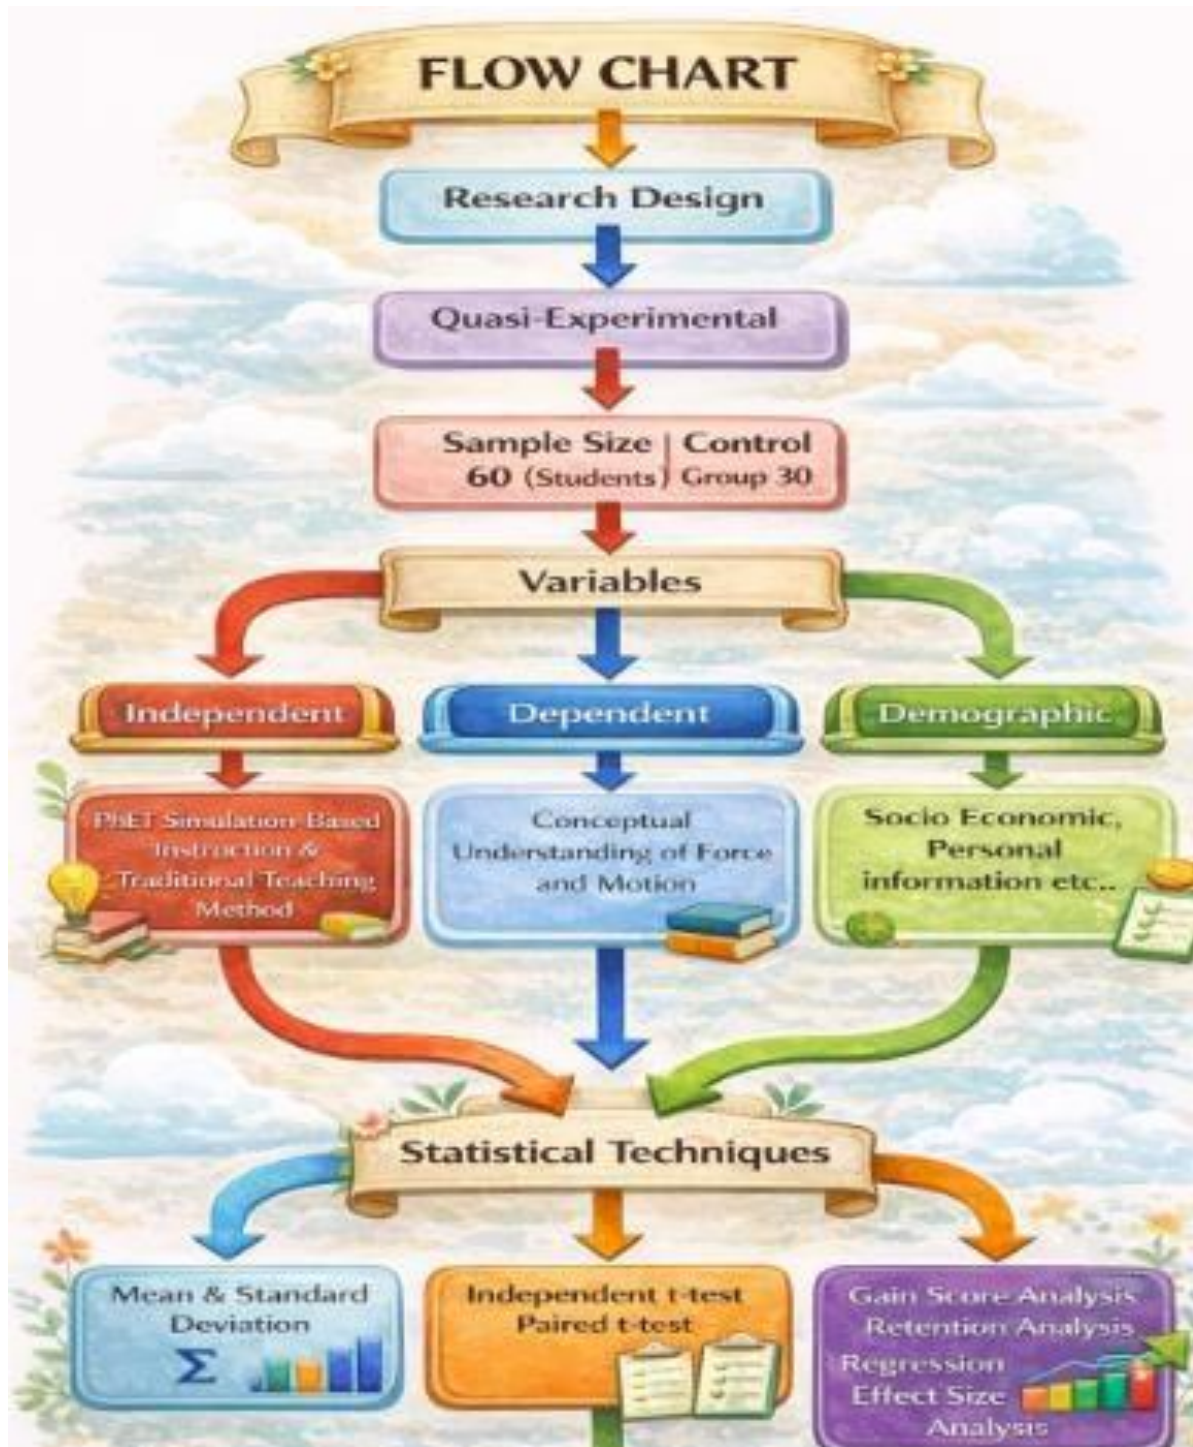 FLOW CHART
Research Design
Quasi-Experimental
Sample Size | Control
60 (Students) Group 30
Variables
Independent
Dependent
Demographic
PhET Simulation-Based
Instruction &
Traditional Teaching
Method
Conceptual
Understanding of Force
and Motion
Socio Economic,
Personal
information etc..
Statistical Techniques
Mean & Standard
Deviation
Σ
Independent t-test
Paired t-test
Gain Score Analysis
Retention Analysis
Regression
Effect Size
Analysis